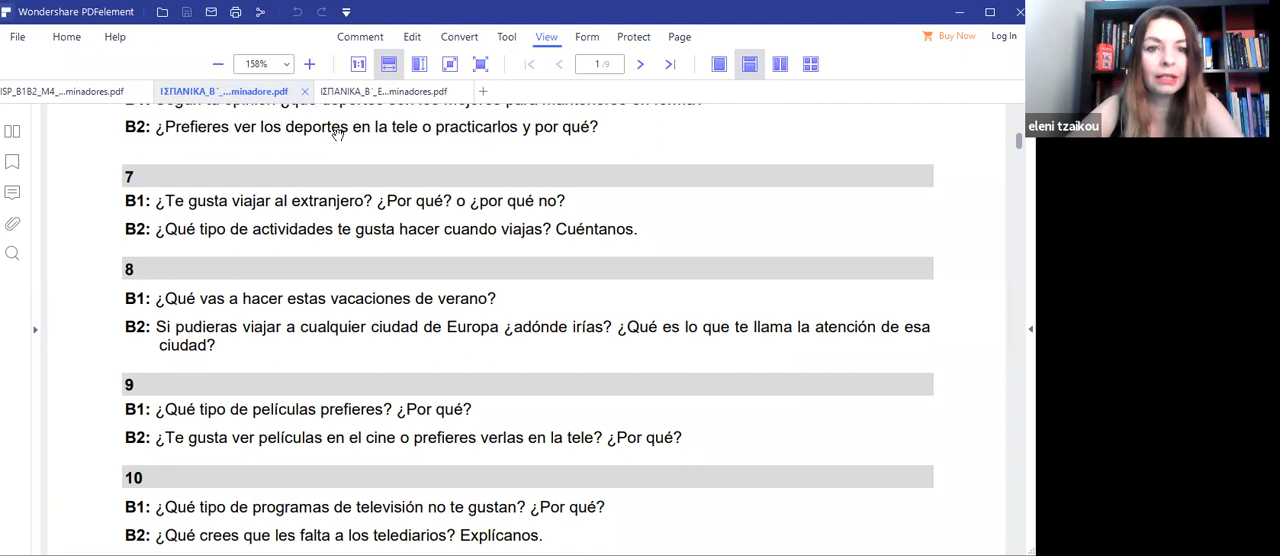 Wondershare PDFelement
File Home Help Comment Edit Convert Tool View Form Protect Page Buy Now Log In
158% 1 /9
ISP_B1B2_M4_...minadores.pdf ΙΣΠΑΝΙΚΑ_Β΄_...minadore.pdf ΙΣΠΑΝΙΚΑ_Β΄_E...minadores.pdf
eleni tzaikou
B2: ¿Prefieres ver los deportes en la tele o practicarlos y por qué?
7
B1: ¿Te gusta viajar al extranjero? ¿Por qué? o ¿por qué no?
B2: ¿Qué tipo de actividades te gusta hacer cuando viajas? Cuéntanos.
8
B1: ¿Qué vas a hacer estas vacaciones de verano?
B2: Si pudieras viajar a cualquier ciudad de Europa ¿adónde irías? ¿Qué es lo que te llama la atención de esa
ciudad?
9
B1: ¿Qué tipo de películas prefieres? ¿Por qué?
B2: ¿Te gusta ver películas en el cine o prefieres verlas en la tele? ¿Por qué?
10
B1: ¿Qué tipo de programas de televisión no te gustan? ¿Por qué?
B2: ¿Qué crees que les falta a los telediarios? Explícanos.